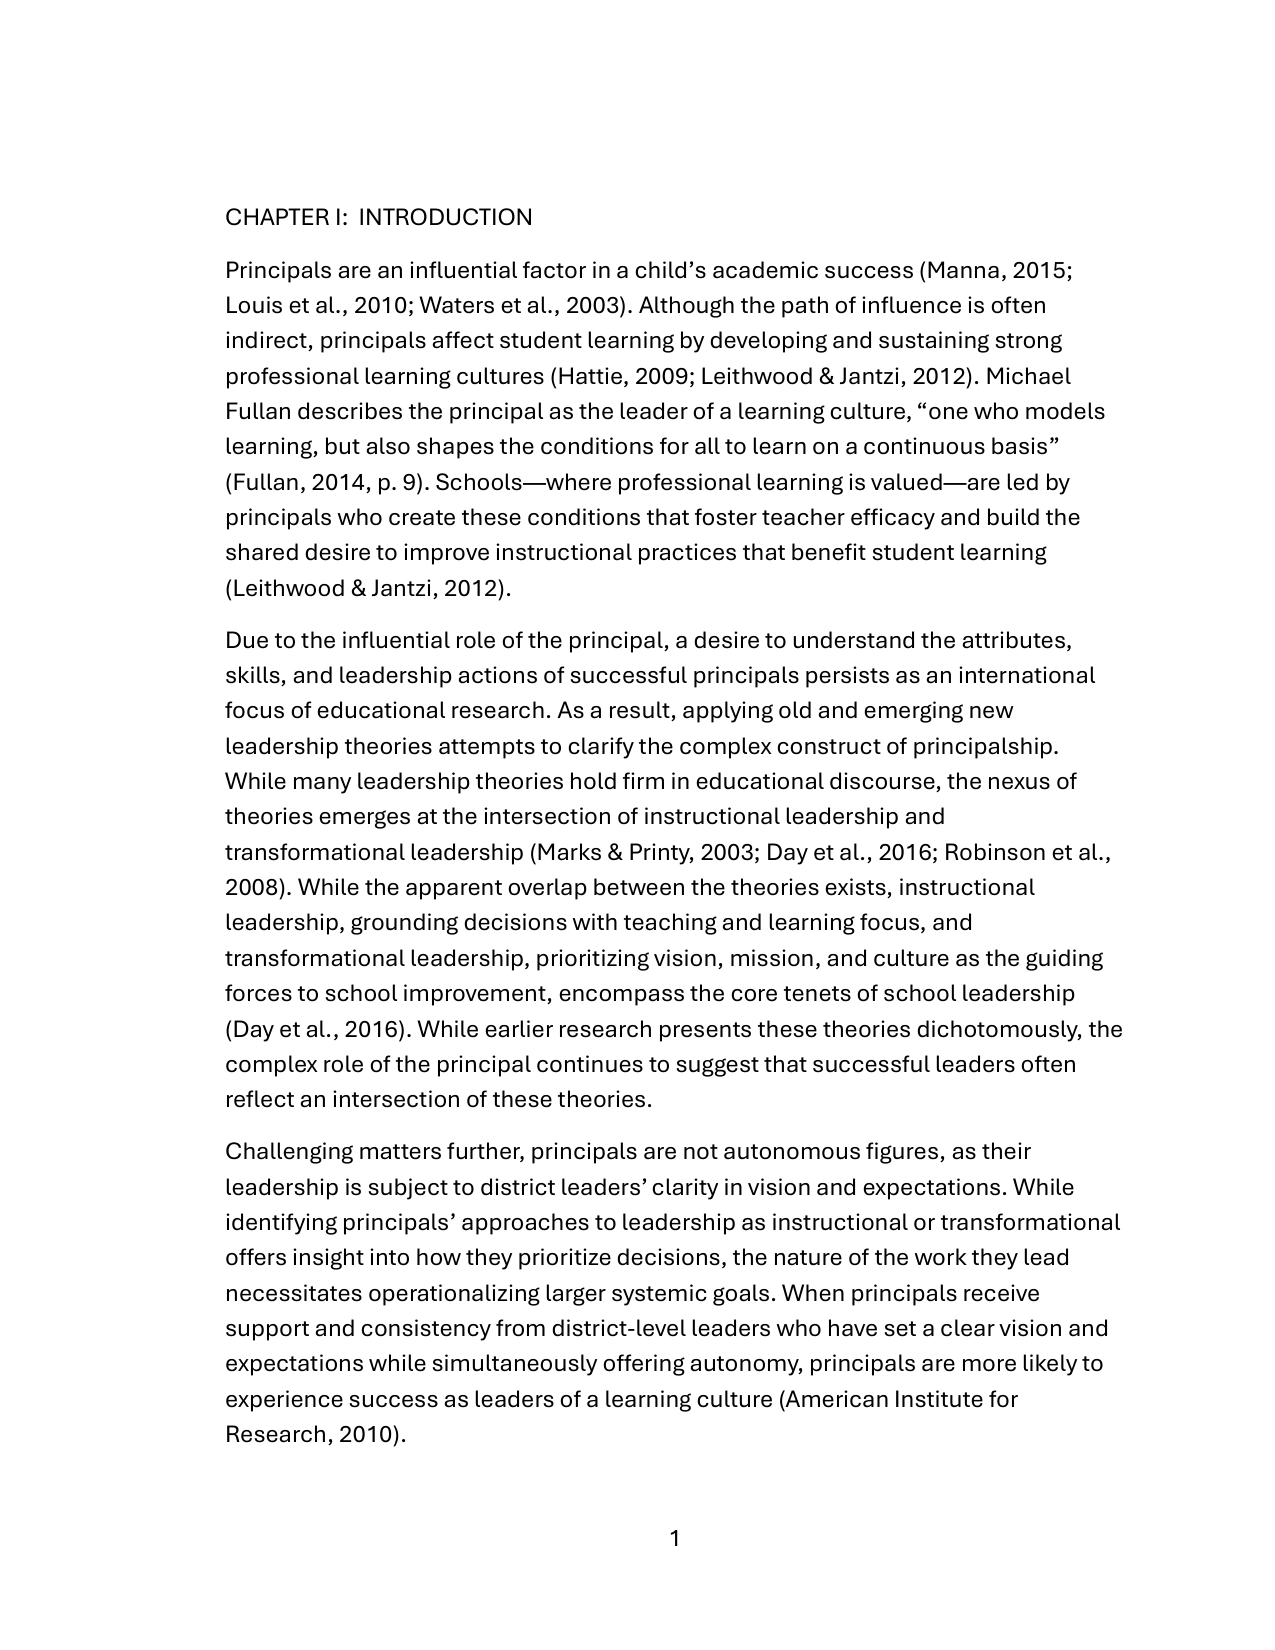 CHAPTER I:  INTRODUCTION
Principals are an influential factor in a child’s academic success (Manna, 2015;
Louis et al., 2010; Waters et al., 2003). Although the path of influence is often
indirect, principals affect student learning by developing and sustaining strong
professional learning cultures (Hattie, 2009; Leithwood & Jantzi, 2012). Michael
Fullan describes the principal as the leader of a learning culture, “one who models
learning, but also shapes the conditions for all to learn on a continuous basis”
(Fullan, 2014, p. 9). Schools—where professional learning is valued—are led by
principals who create these conditions that foster teacher efficacy and build the
shared desire to improve instructional practices that benefit student learning
(Leithwood & Jantzi, 2012).
Due to the influential role of the principal, a desire to understand the attributes,
skills, and leadership actions of successful principals persists as an international
focus of educational research. As a result, applying old and emerging new
leadership theories attempts to clarify the complex construct of principalship.
While many leadership theories hold firm in educational discourse, the nexus of
theories emerges at the intersection of instructional leadership and
transformational leadership (Marks & Printy, 2003; Day et al., 2016; Robinson et al.,
2008). While the apparent overlap between the theories exists, instructional
leadership, grounding decisions with teaching and learning focus, and
transformational leadership, prioritizing vision, mission, and culture as the guiding
forces to school improvement, encompass the core tenets of school leadership
(Day et al., 2016). While earlier research presents these theories dichotomously, the
complex role of the principal continues to suggest that successful leaders often
reflect an intersection of these theories.
Challenging matters further, principals are not autonomous figures, as their
leadership is subject to district leaders’ clarity in vision and expectations. While
identifying principals’ approaches to leadership as instructional or transformational
offers insight into how they prioritize decisions, the nature of the work they lead
necessitates operationalizing larger systemic goals. When principals receive
support and consistency from district-level leaders who have set a clear vision and
expectations while simultaneously offering autonomy, principals are more likely to
experience success as leaders of a learning culture (American Institute for
Research, 2010).
1